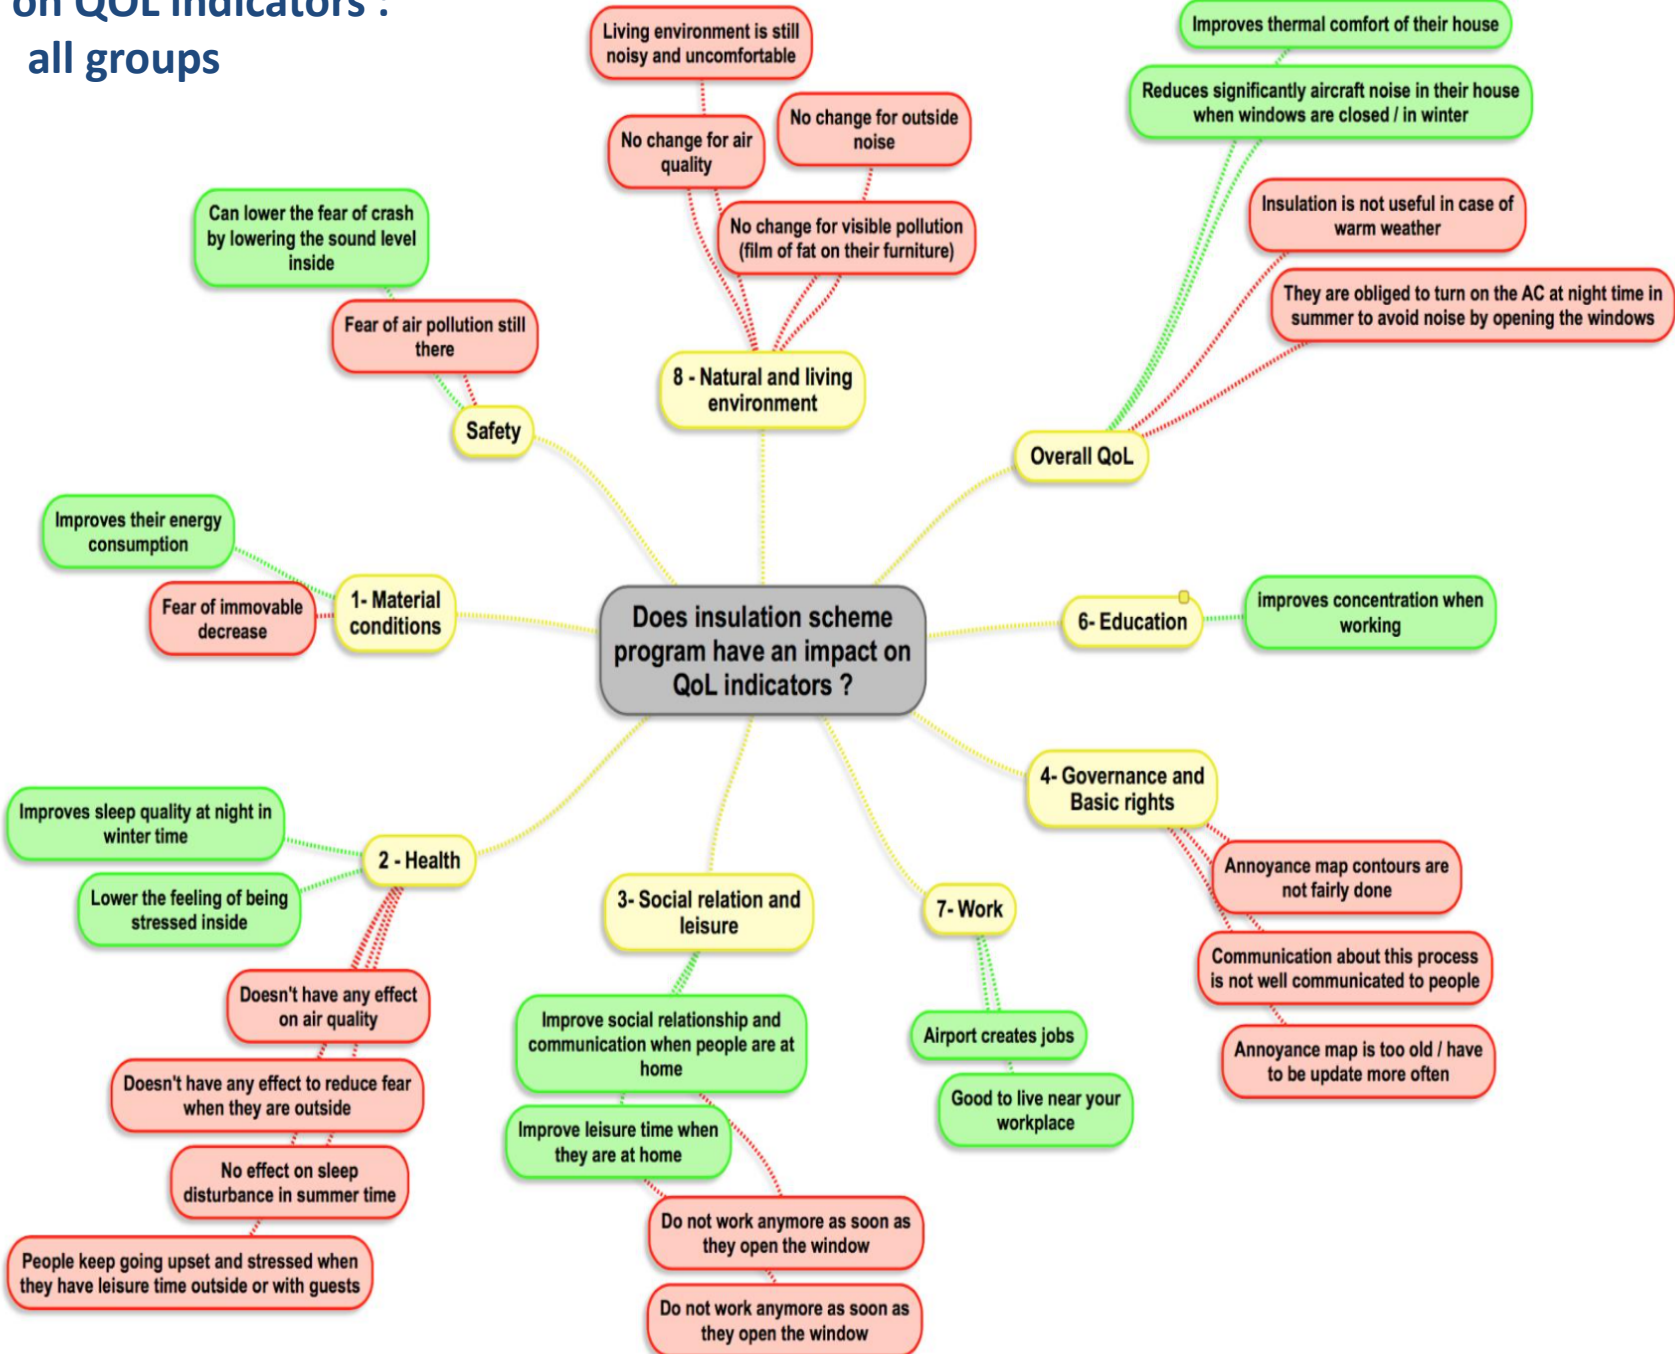 on QOL indicators :
all groups
Living environment is still
noisy and uncomfortable
No change for air
quality
No change for outside
noise
No change for visible pollution
(film of fat on their furniture)
8 - Natural and living
environment
Improves thermal comfort of their house
Reduces significantly aircraft noise in their house
when windows are closed / in winter
Insulation is not useful in case of
warm weather
They are obliged to turn on the AC at night time in
summer to avoid noise by opening the windows
Overall QoL
Can lower the fear of crash
by lowering the sound level
inside
Fear of air pollution still
there
Safety
Improves their energy
consumption
Fear of immovable
decrease
1- Material
conditions
Does insulation scheme
program have an impact on
QoL indicators ?
6- Education
improves concentration when
working
4- Governance and
Basic rights
Annoyance map contours are
not fairly done
Communication about this process
is not well communicated to people
Annoyance map is too old / have
to be update more often
Improves sleep quality at night in
winter time
Lower the feeling of being
stressed inside
2 - Health
Doesn't have any effect
on air quality
Doesn't have any effect to reduce fear
when they are outside
No effect on sleep
disturbance in summer time
People keep going upset and stressed when
they have leisure time outside or with guests
3- Social relation and
leisure
Improve social relationship and
communication when people are at
home
Improve leisure time when
they are at home
Do not work anymore as soon as
they open the window
Do not work anymore as soon as
they open the window
7- Work
Airport creates jobs
Good to live near your
workplace